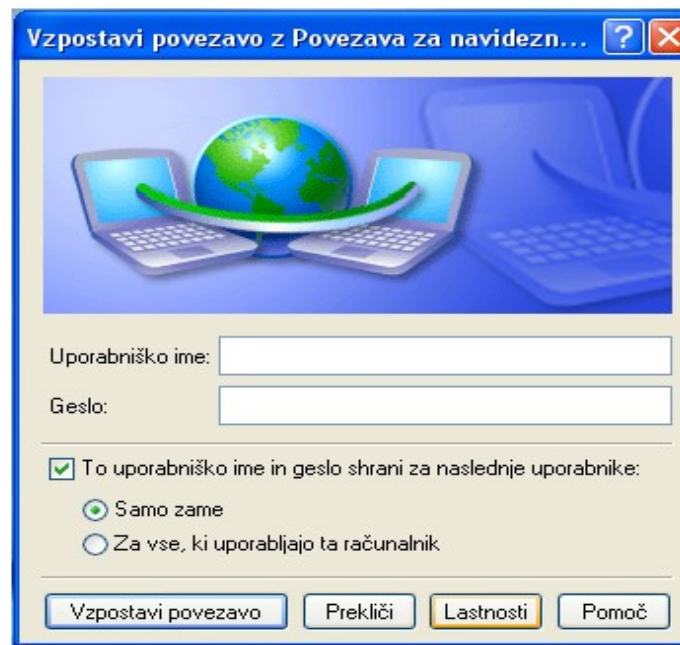 Vzpostavi povezavo z Povezava za navidezn...
Uporabniško ime:
Geslo:
To uporabniško ime in geslo shrani za naslednje uporabnike:
Samo zame
Za vse, ki uporabljajo ta računalnik
Vzpostavi povezavo Prekliči Lastnosti Pomoč